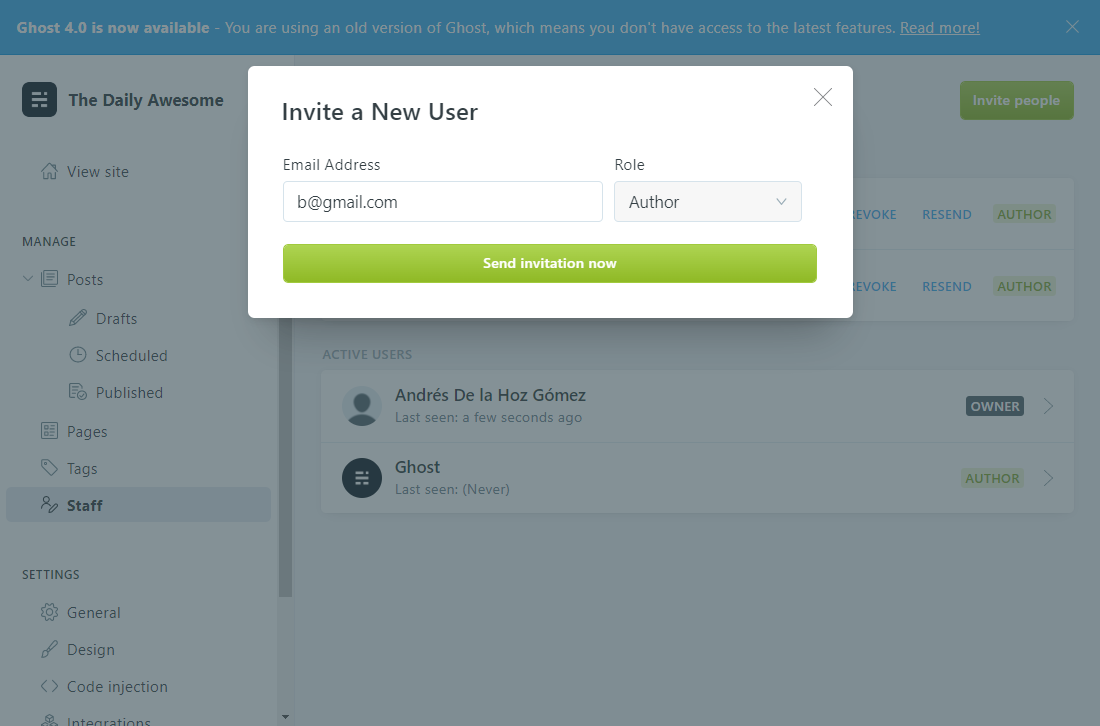 Ghost 4.0 is now available - You are using an old version of Ghost, which means you don't have access to the latest features. Read more!
The Daily Awesome
Invite people
Invite a New User
Email Address
Role
b@gmail.com
Author
Send invitation now
View site
MANAGE
Posts
Drafts
Scheduled
Published
Pages
Tags
Staff
SETTINGS
General
Design
Code injection
Integrations
RESEND AUTHOR
RESEND AUTHOR
ACTIVE USERS
Andrés De la Hoz Gómez
Last seen: a few seconds ago
OWNER
Ghost
Last seen: (Never)
AUTHOR